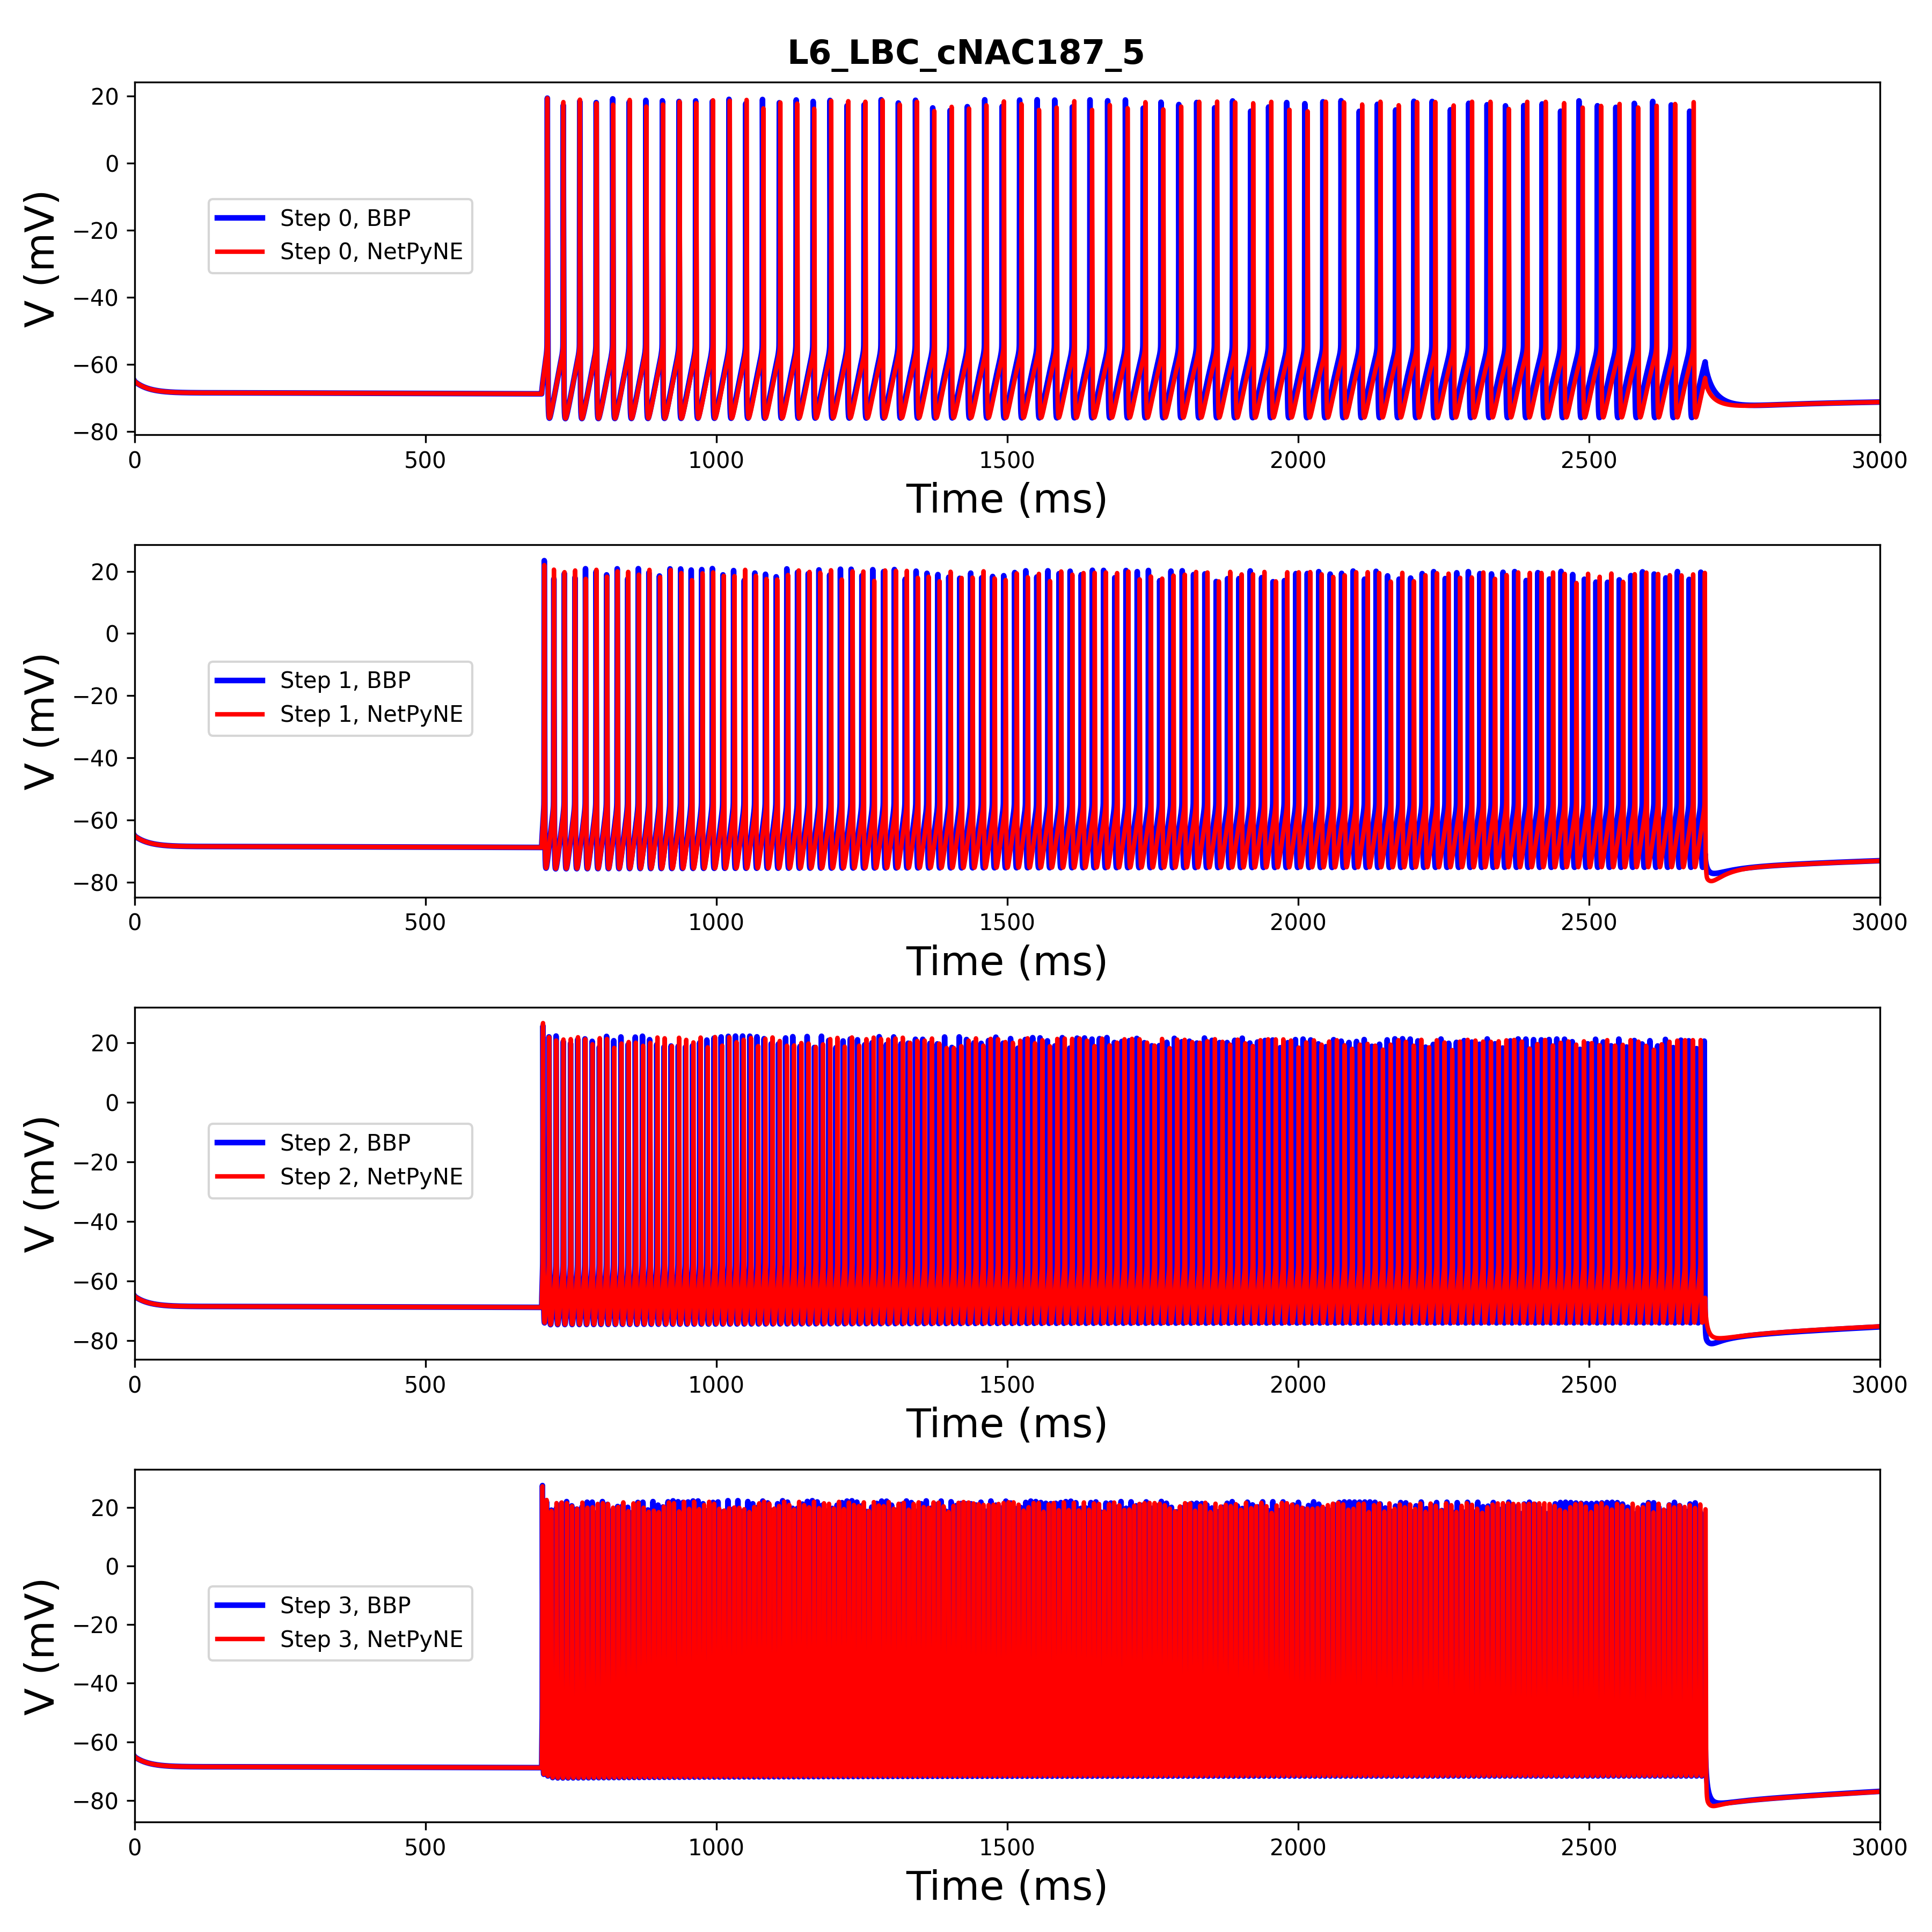 L6_LBC_cNAC187_5
20
0
−20
−40
−60
−80
V (mV)
Step 0, BBP
Step 0, NetPyNE
0 500 1000 1500 2000 2500 3000
Time (ms)
20
0
−20
−40
−60
−80
V (mV)
Step 1, BBP
Step 1, NetPyNE
0 500 1000 1500 2000 2500 3000
Time (ms)
20
0
−20
−40
−60
−80
V (mV)
Step 2, BBP
Step 2, NetPyNE
0 500 1000 1500 2000 2500 3000
Time (ms)
20
0
−20
−40
−60
−80
V (mV)
Step 3, BBP
Step 3, NetPyNE
0 500 1000 1500 2000 2500 3000
Time (ms)